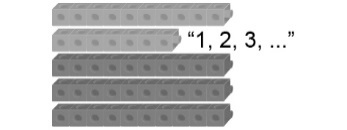 “1, 2, 3, ...”